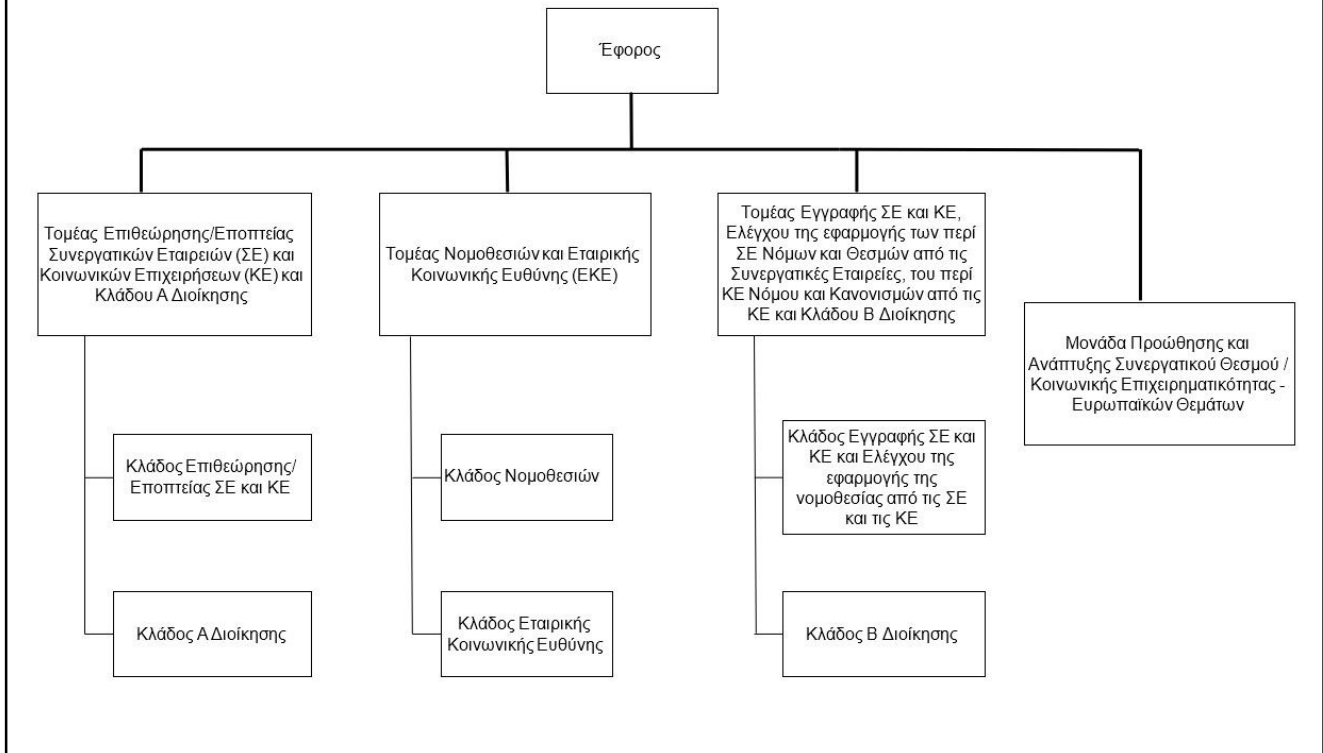 Έφορος
Τομέας Επιθεώρησης/Εποπτείας
Συνεργατικών Εταιρειών (ΣΕ) και
Κοινωνικών Επιχειρήσεων (ΚΕ) και
Κλάδου Α Διοίκησης
Τομέας Νομοθεσιών και Εταιρικής
Κοινωνικής Ευθύνης (ΕΚΕ)
Τομέας Εγγραφής ΣΕ και ΚΕ,
Ελέγχου της εφαρμογής των περί
ΣΕ Νόμων και Θεσμών από τις
Συνεργατικές Εταιρείες, του περί
ΚΕ Νόμου και Κανονισμών από τις
ΚΕ και Κλάδου Β Διοίκησης
Μονάδα Προώθησης και
Ανάπτυξης Συνεργατικού Θεσμού /
Κοινωνικής Επιχειρηματικότητας -
Ευρωπαϊκών Θεμάτων
Κλάδος Επιθεώρησης/
Εποπτείας ΣΕ και ΚΕ
Κλάδος Νομοθεσιών
Κλάδος Εγγραφής ΣΕ και
ΚΕ και Ελέγχου της
εφαρμογής της
νομοθεσίας από τις ΣΕ
και τις ΚΕ
Κλάδος Α Διοίκησης
Κλάδος Εταιρικής
Κοινωνικής Ευθύνης
Κλάδος Β Διοίκησης